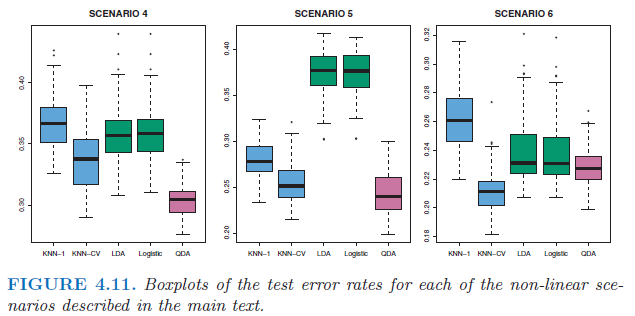 SCENARIO 4 SCENARIO 5 SCENARIO 6
0.30 0.35 0.40
KNN−1 KNN−CV LDA Logistic QDA
0.20 0.25 0.30 0.35 0.40
KNN−1 KNN−CV LDA Logistic QDA
0.18 0.20 0.22 0.24 0.26 0.28 0.30 0.32
KNN−1 KNN−CV LDA Logistic QDA
FIGURE 4.11. Boxplots of the test error rates for each of the non-linear sce-
narios described in the main text.